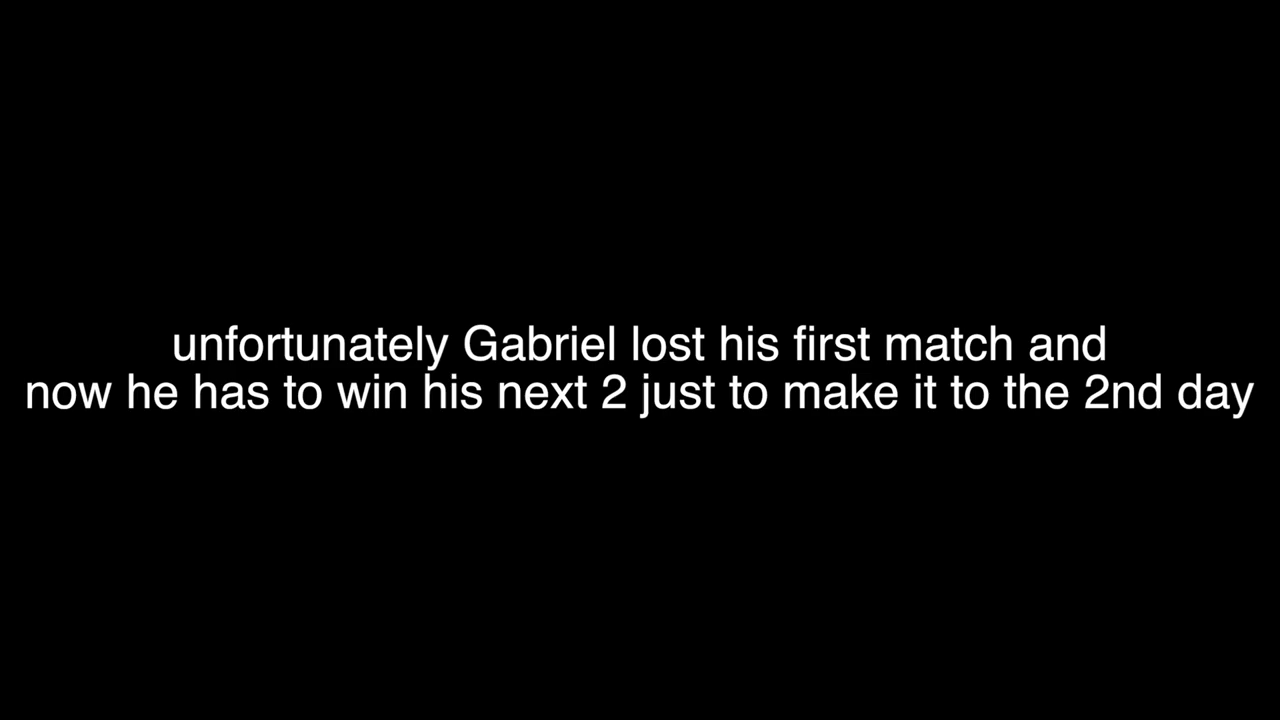 unfortunately Gabriel lost his first match and
now he has to win his next 2 just to make it to the 2nd day